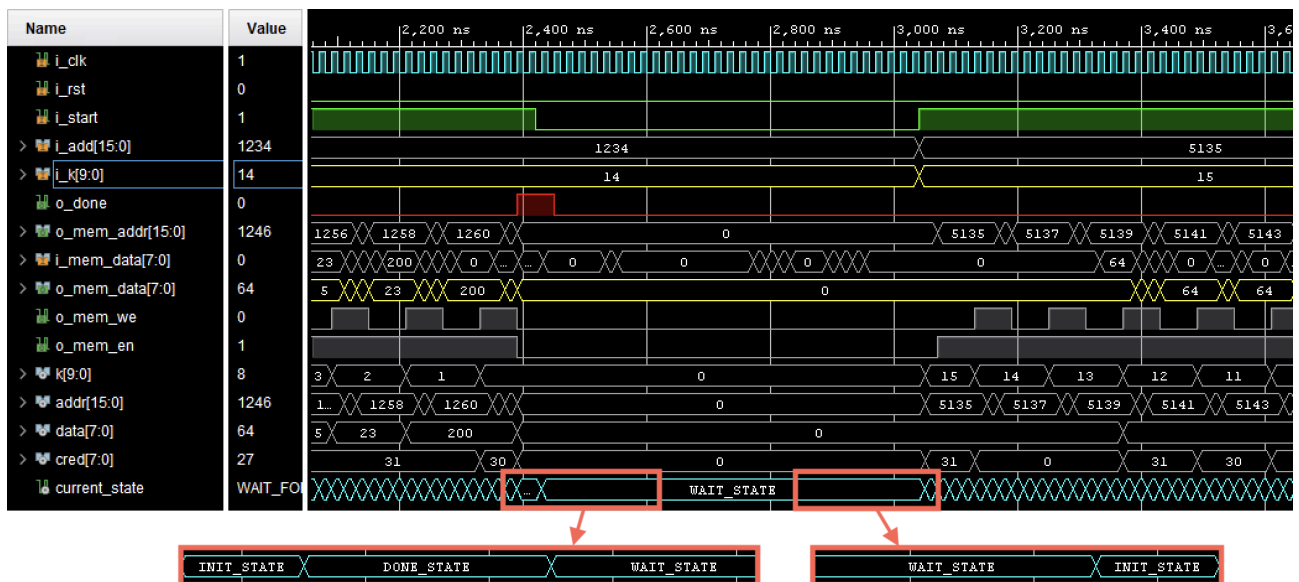 Name Value 2,200 ns 2,400 ns 2,600 ns 2,800 ns 3,000 ns 3,200 ns 3,400 ns 3,6
i_clk 1
i_rst 0
i_start 1
i_add[15:0] 1234 1234 5135
i_k[9:0] 14 14 15
o_done 0
o_mem_addr[15:0] 1246 1256 1258 1260 0 5135 5137 5139 5141 5143
i_mem_data[7:0] 0 23 200 0 ... ... 0 0 0 0 64 0 ... 0
o_mem_data[7:0] 64 5 23 200 0 64 64
o_mem_we 0
o_mem_en 1
k[9:0] 8 3 2 1 0 15 14 13 12 11
addr[15:0] 1246 1... 1258 1260 0 5135 5137 5139 5141 5143
data[7:0] 64 5 23 200 0
cred[7:0] 27 31 30 0 31 0 31 30
current_state WAIT_FO ... WAIT_STATE
INIT_STATE DONE_STATE WAIT_STATE WAIT_STATE INIT_STATE